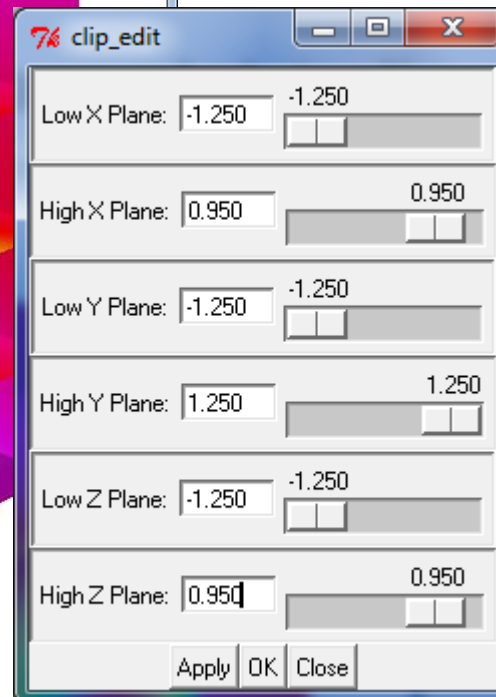 clip_edit
-1.250
Low X Plane: -1.250
0.950
High X Plane: 0.950
-1.250
Low Y Plane: -1.250
1.250
High Y Plane: 1.250
-1.250
Low Z Plane: -1.250
0.950
High Z Plane: 0.950
Apply OK Close